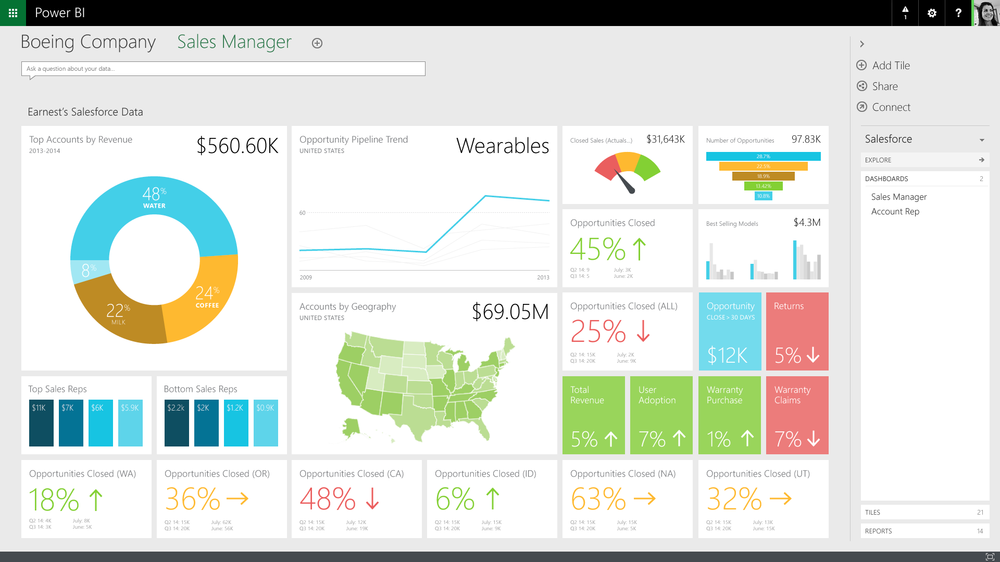 Power BI
1
?
Boeing Company
Sales Manager
Ask a question about your data...
Earnest's Salesforce Data
Top Accounts by Revenue
2013-2014
$560.60K
48%
WATER
8%
24%
COFFEE
22%
MILK
Opportunity Pipeline Trend
UNITED STATES
Wearables
60
2009
2013
Closed Sales (Actuals...)
$31,643K
Number of Opportunities
97.83K
28.7%
22.5%
18.9%
13.42%
10.8%
Opportunities Closed
45%
Q2 14: 9
July: 3K
Q3 14: 5
June: 2K
Best Selling Models
$4.3M
Accounts by Geography
UNITED STATES
$69.05M
Opportunities Closed (ALL)
25%
Q2 14: 15K
July: 2K
Q3 14: 20K
June: 9K
Opportunity
CLOSE > 30 DAYS
$12K
Returns
5%
Top Sales Reps
$11K
$7K
$6K
$5.9K
Bottom Sales Reps
$2.2k
$2K
$1.2K
$0.9K
Total
Revenue
5%
User
Adoption
7%
Warranty
Purchase
1%
Warranty
Claims
7%
Opportunities Closed (WA)
18%
Q2 14: 4K
July: 8K
Q3 14: 3K
June: 5K
Opportunities Closed (OR)
36%
Q2 14: 15K
July: 62K
Q3 14: 20K
June: 56K
Opportunities Closed (CA)
48%
Q2 14: 15K
July: 12K
Q3 14: 20K
June: 19K
Opportunities Closed (ID)
6%
Q2 14: 15K
July: 15K
Q3 14: 20K
June: 9K
Opportunities Closed (NA)
63%
Q2 14: 15K
July: 15K
Q3 14: 20K
June: 5K
Opportunities Closed (UT)
32%
Q2 14: 15K
July: 13K
Q3 14: 20K
June: 15K
Add Tile
Share
Connect
Salesforce
EXPLORE
DASHBOARDS
2
Sales Manager
Account Rep
TILES
21
REPORTS
14